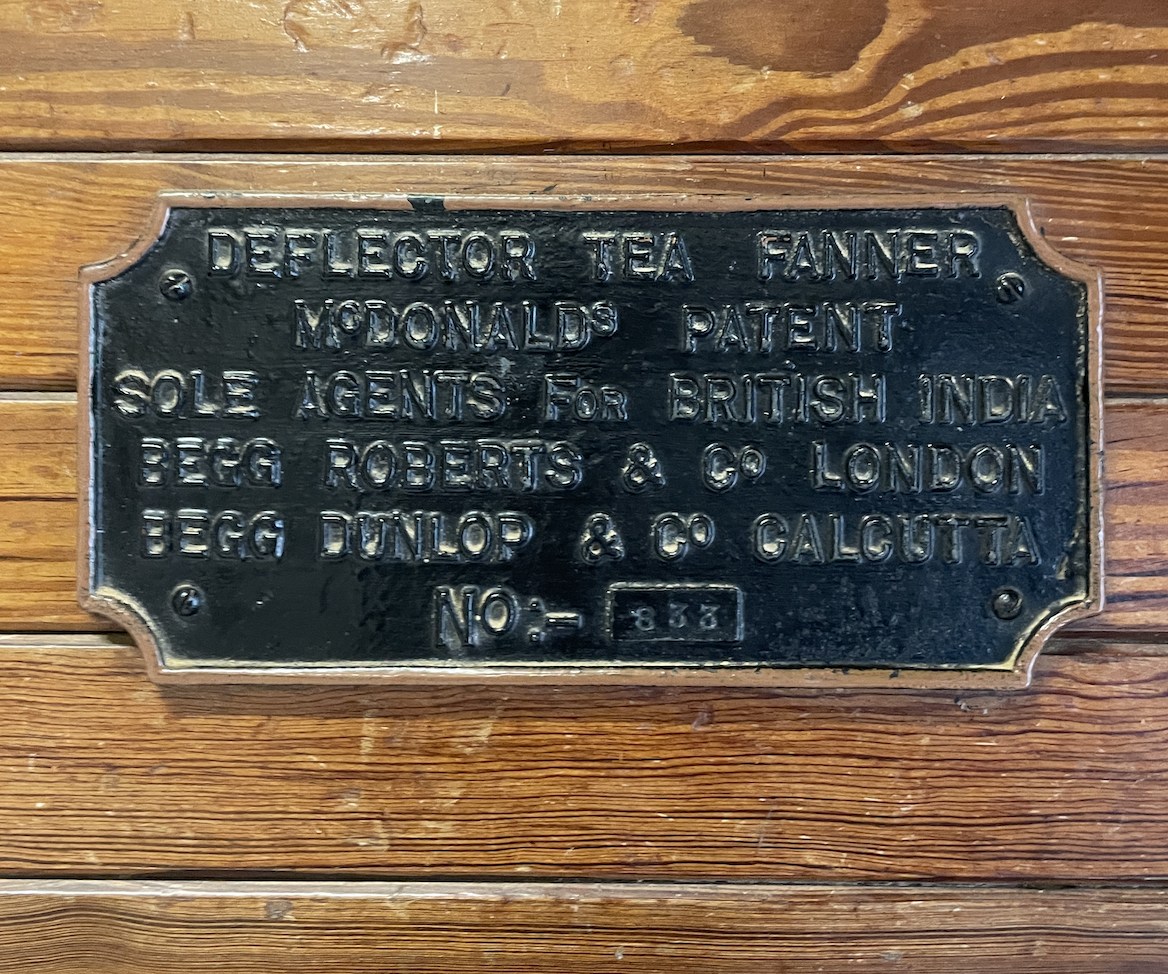 DEFLECTOR TEA FANNER
McDONALDs PATENT
SOLE AGENTS FOR BRITISH INDIA
BEGG ROBERTS & Co LONDON
BEGG DUNLOP & Co CALCUTTA
No:- 833